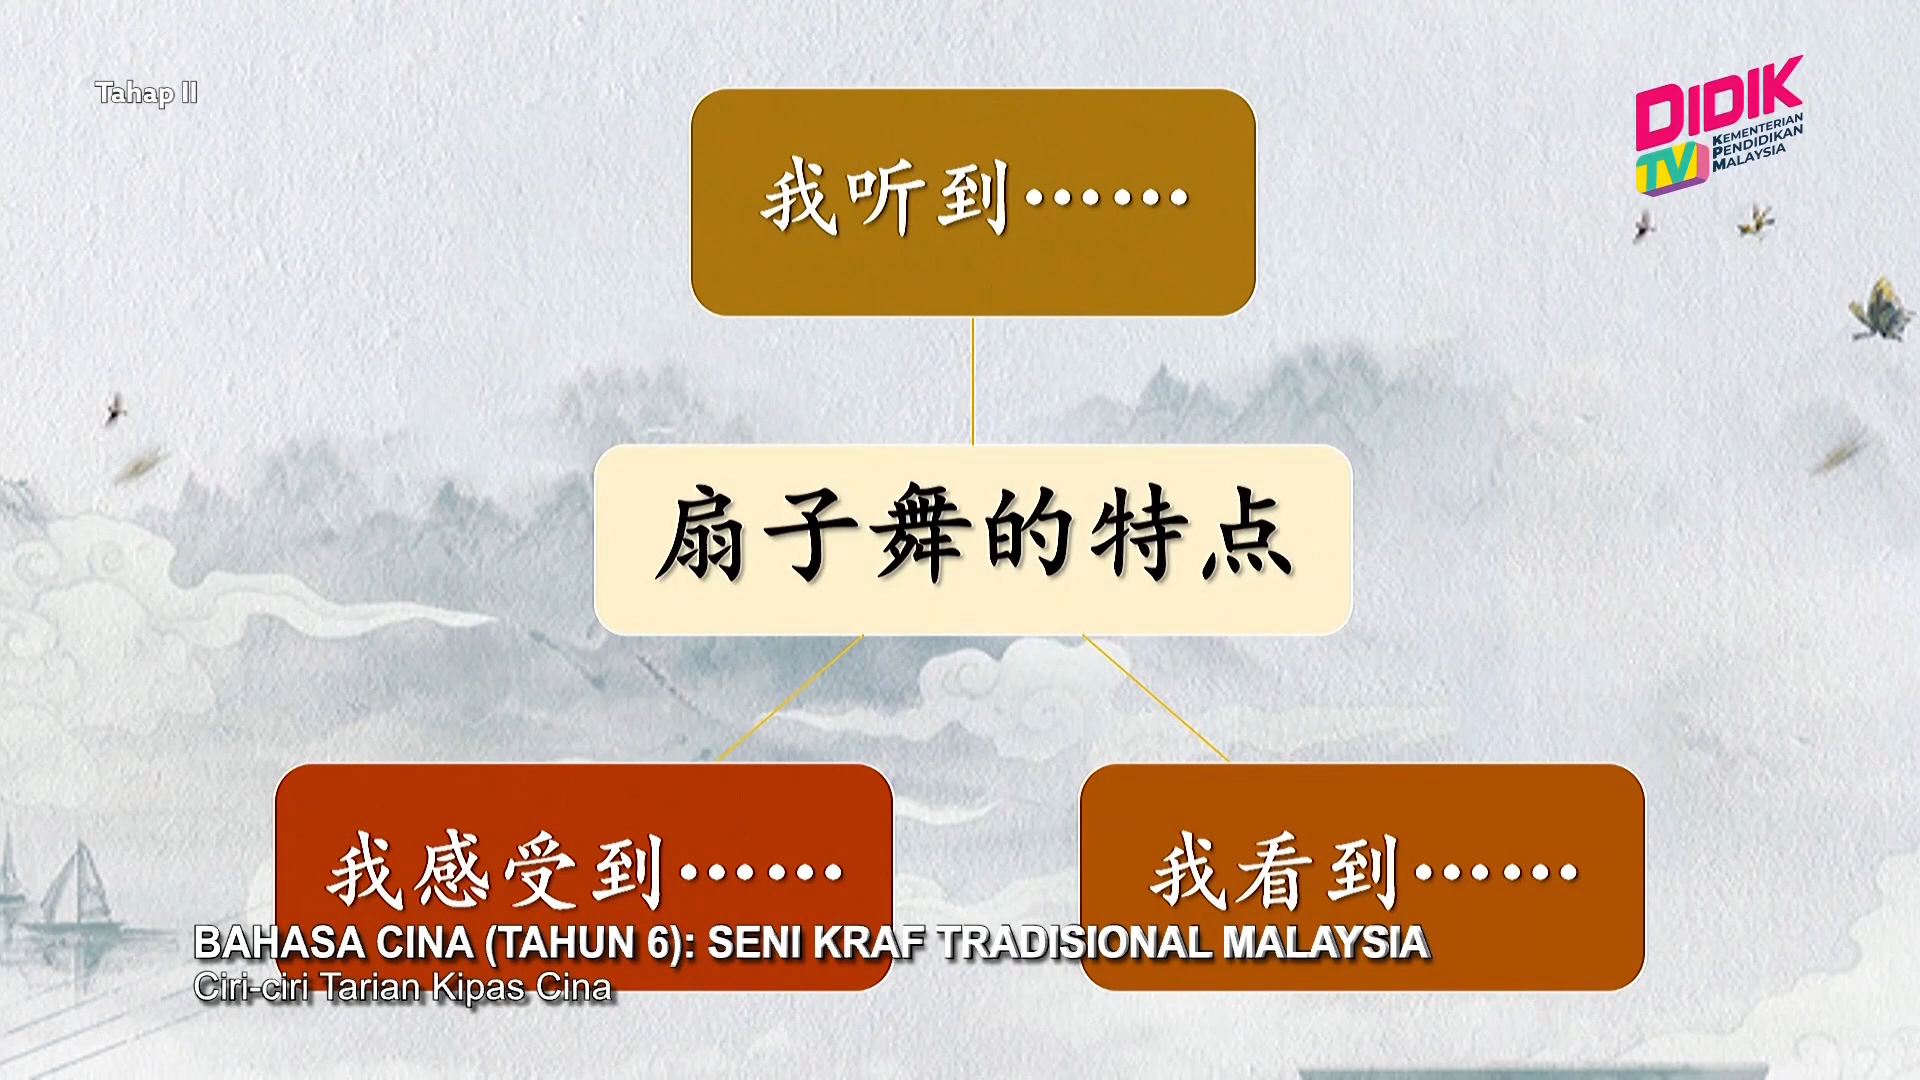 Tahap II
DIDIK
TV
KEMENTERIAN
PENDIDIKAN
MALAYSIA
我听到……
扇子舞的特点
我感受到……
我看到……
BAHASA CINA (TAHUN 6): SENI KRAF TRADISIONAL MALAYSIA
Ciri-ciri Tarian Kipas Cina